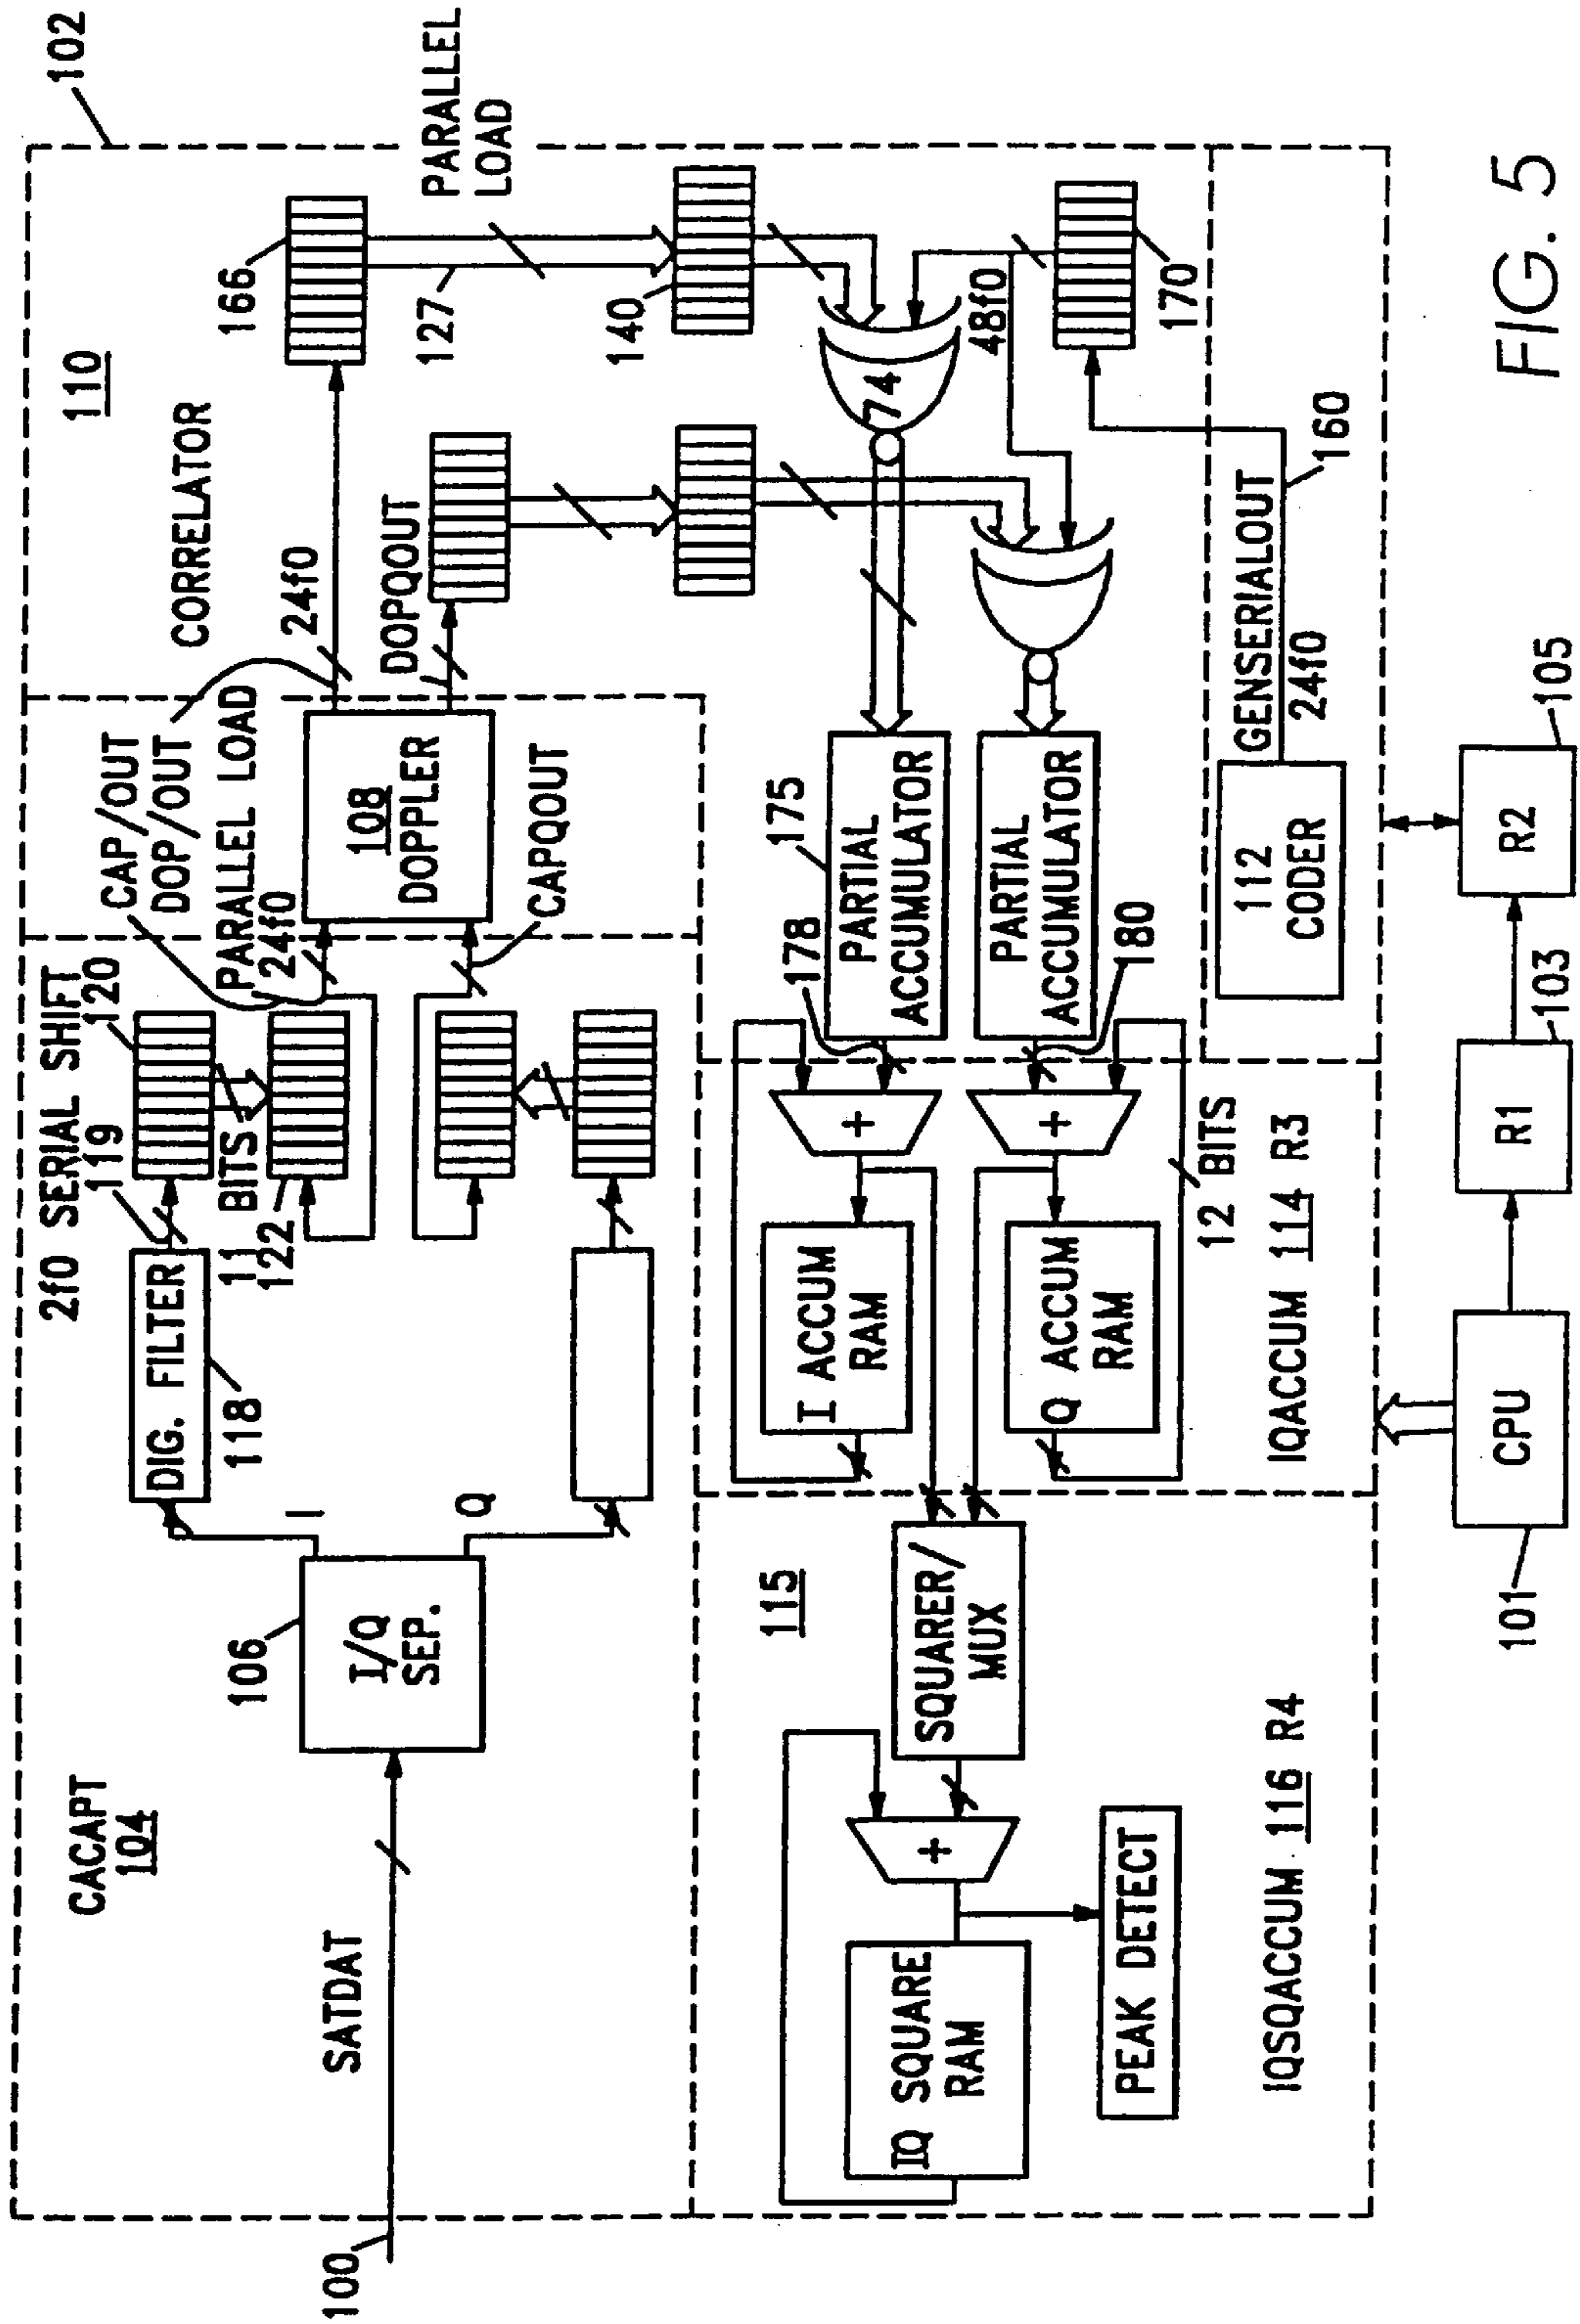 102
110
166
PARALLEL
LOAD
127
140
CORRELATOR
24f0
DOPQOUT
74
48f0
170
CAP/OUT
DOP/OUT
PARALLEL LOAD
24f0
108
DOPPLER
CAPQOUT
2f0 SERIAL SHIFT
119
120
11
BITS
122
DIG. FILTER
118
I
Q
106
I/Q
SEP.
CACAPT
104
SATDAT
100
175
PARTIAL
ACCUMULATOR
178
PARTIAL
ACCUMULATOR
180
GENSERIALOUT
24f0
160
112
CODER
+
+
I ACCUM
RAM
Q ACCUM
RAM
12 BITS
IQACCUM 114 R3
115
SQUARER/
MUX
+
IQ SQUARE
RAM
PEAK DETECT
IQSQACCUM 116 R4
101
CPU
R1
103
R2
105
FIG. 5